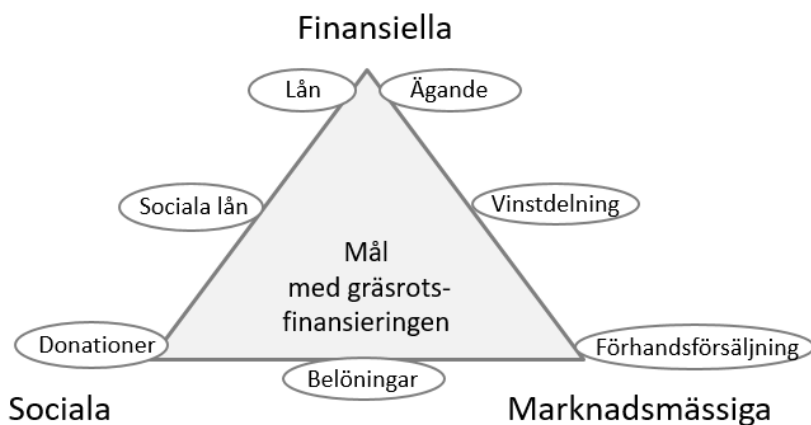 Finansiella
Lån
Ägande
Sociala lån
Vinstdelning
Mål
med gräsrots-
finansieringen
Donationer
Förhandsförsäljning
Belöningar
Sociala
Marknadsmässiga